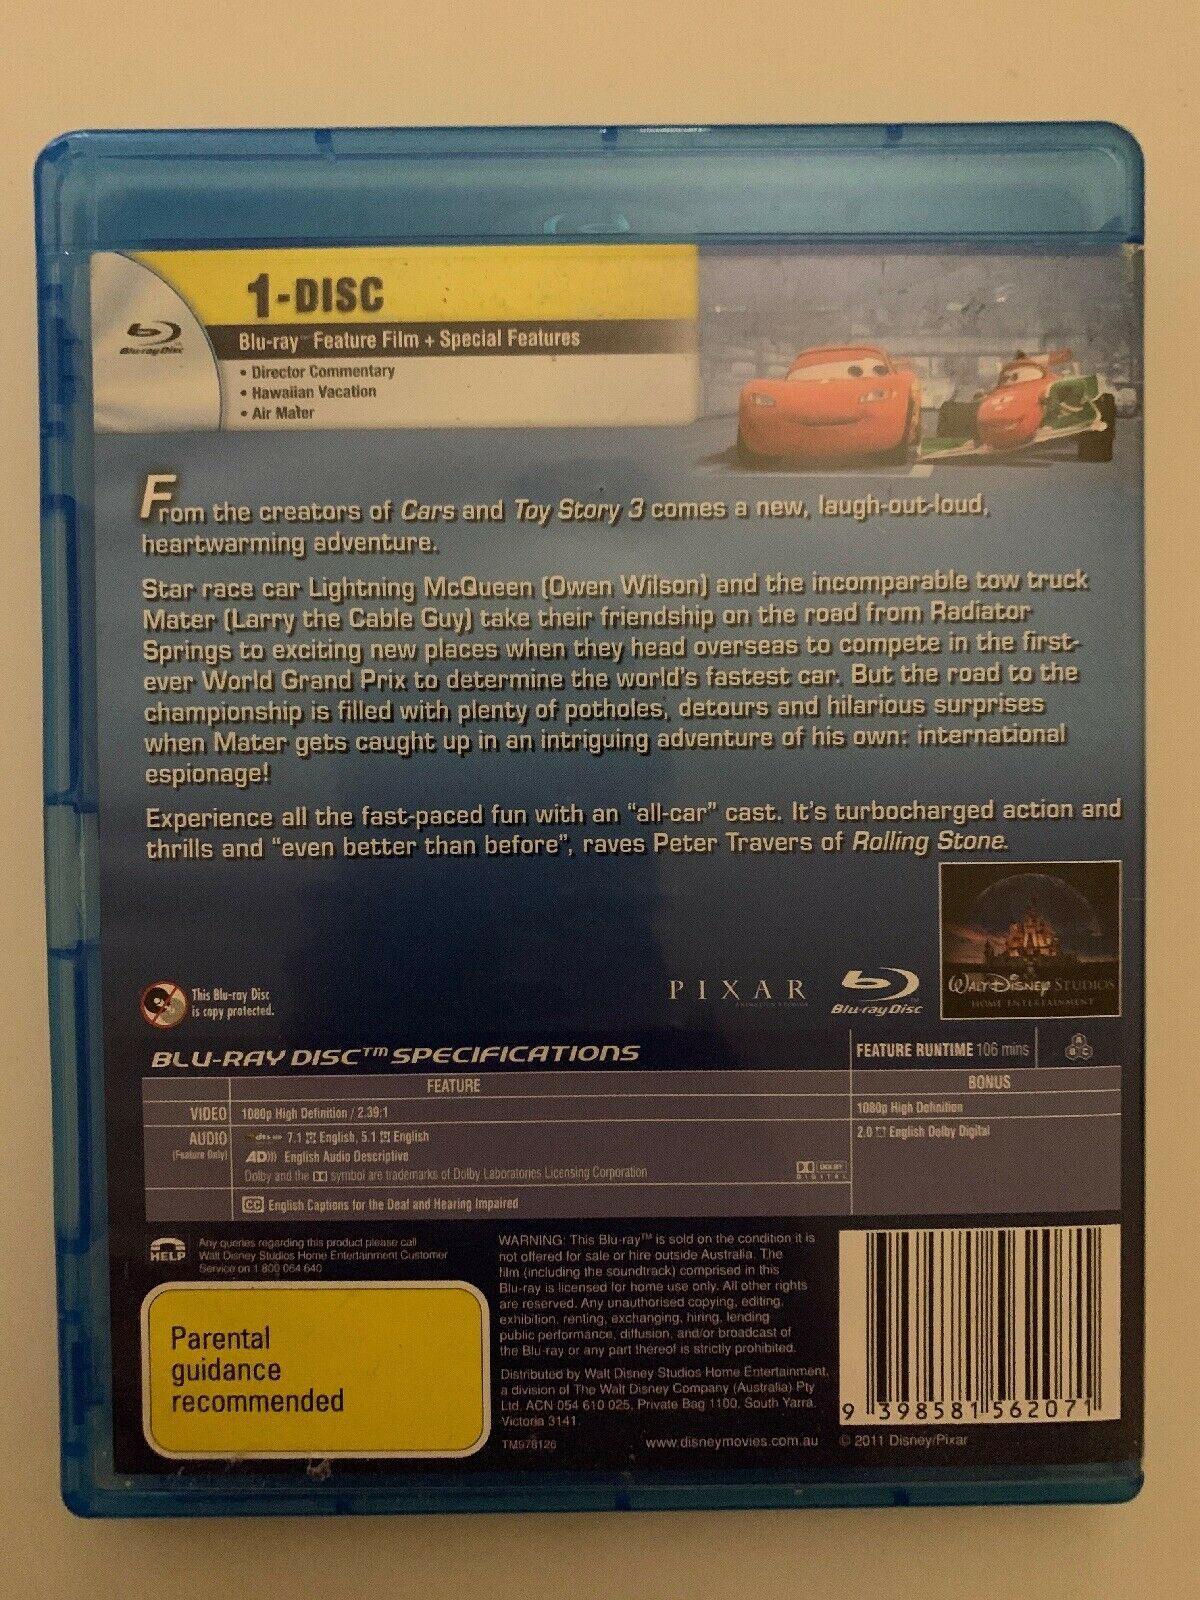 1-DISC
Blu-ray Disc
Blu-ray™ Feature Film + Special Features
• Director Commentary
• Hawaiian Vacation
• Air Mater
From the creators of Cars and Toy Story 3 comes a new, laugh-out-loud,
heartwarming adventure.
Star race car Lightning McQueen (Owen Wilson) and the incomparable tow truck
Mater (Larry the Cable Guy) take their friendship on the road from Radiator
Springs to exciting new places when they head overseas to compete in the first-
ever World Grand Prix to determine the world's fastest car. But the road to the
championship is filled with plenty of potholes, detours and hilarious surprises
when Mater gets caught up in an intriguing adventure of his own: international
espionage!
Experience all the fast-paced fun with an "all-car" cast. It's turbocharged action and
thrills and "even better than before", raves Peter Travers of Rolling Stone.
This Blu-ray Disc
is copy protected.
PIXAR
ANIMATION STUDIOS
Blu-ray Disc™
WALT DISNEY STUDIOS
HOME ENTERTAINMENT
BLU-RAY DISC™ SPECIFICATIONS
FEATURE RUNTIME 106 mins
A B C
FEATURE
BONUS
VIDEO 1080p High Definition / 2.39:1
1080p High Definition
AUDIO
(Feature Only)
dts-HD 7.1 English, 5.1 English
2.0 English Dolby Digital
AD))) English Audio Descriptive
Dolby and the symbol are trademarks of Dolby Laboratories Licensing Corporation
DOLBY DIGITAL
CC English Captions for the Deaf and Hearing Impaired
HELP
Any queries regarding this product please call
Walt Disney Studios Home Entertainment Customer
Service on 1 800 064 640
Parental
guidance
recommended
WARNING: This Blu-ray™ is sold on the condition it is
not offered for sale or hire outside Australia. The
film (including the soundtrack) comprised in this
Blu-ray is licensed for home use only. All other rights
are reserved. Any unauthorised copying, editing,
exhibition, renting, exchanging, hiring, lending
public performance, diffusion, and/or broadcast of
the Blu-ray or any part thereof is strictly prohibited.
Distributed by Walt Disney Studios Home Entertainment,
a division of The Walt Disney Company (Australia) Pty
Ltd, ACN 054 610 025, Private Bag 1100, South Yarra,
Victoria 3141.
TM978126
www.disneymovies.com.au
9 398581 562071
© 2011 Disney/Pixar